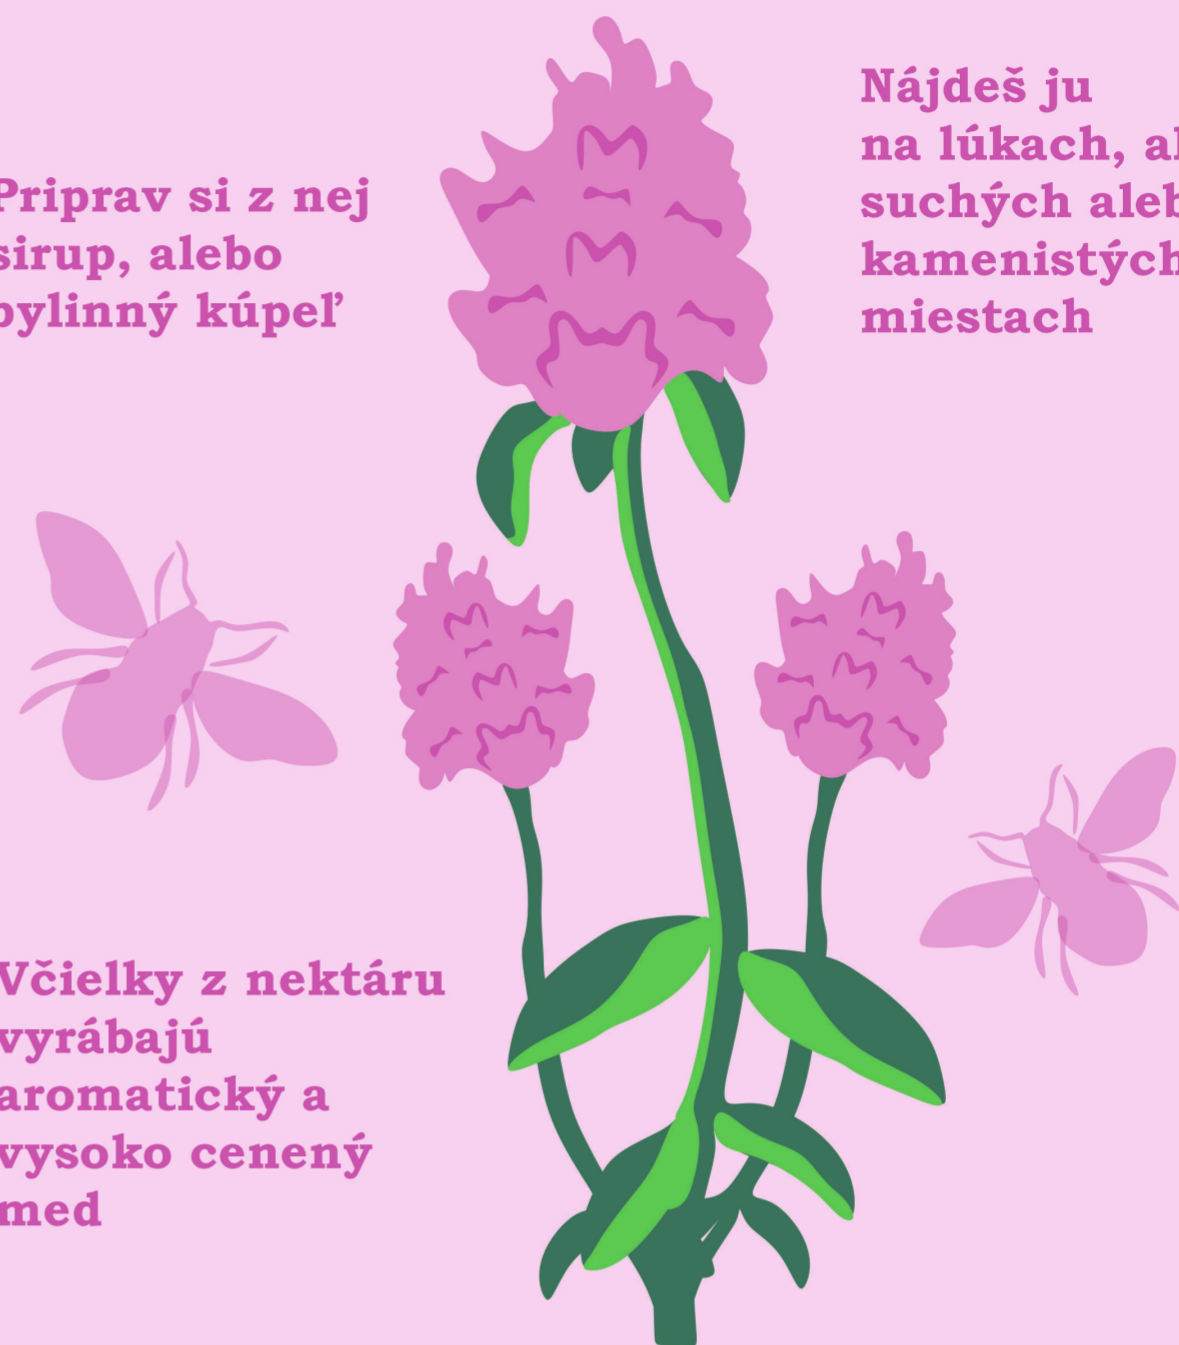 Priprav si z nej
sirup, alebo
bylinný kúpeľ
Nájdeš ju
na lúkach,
suchých
kamenistých
miestach
Včielky z nektáru
vyrábajú
aromatický a
vysoko cenený
med